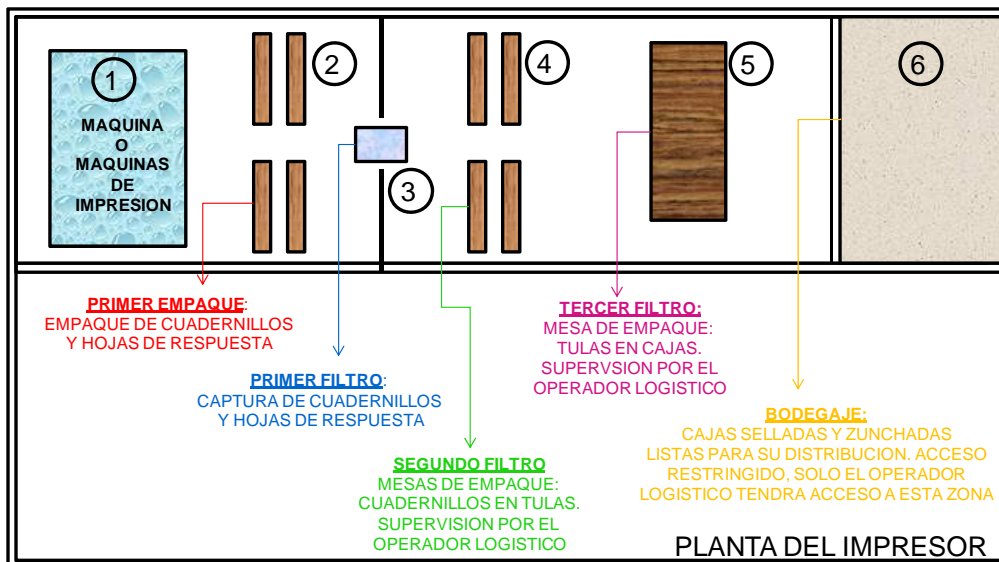 1
MAQUINA
O
MAQUINAS
DE
IMPRESION
2
3
4
5
6
PRIMER EMPAQUE:
EMPAQUE DE CUADERNILLOS
Y HOJAS DE RESPUESTA
PRIMER FILTRO:
CAPTURA DE CUADERNILLOS
Y HOJAS DE RESPUESTA
SEGUNDO FILTRO
MESAS DE EMPAQUE:
CUADERNILLOS EN TULAS.
SUPERVISION POR EL
OPERADOR LOGISTICO
TERCER FILTRO:
MESA DE EMPAQUE:
TULAS EN CAJAS.
SUPERVSION POR EL
OPERADOR LOGISTICO
BODEGAJE:
CAJAS SELLADAS Y ZUNCHADAS
LISTAS PARA SU DISTRIBUCION. ACCESO
RESTRINGIDO, SOLO EL OPERADOR
LOGISTICO TENDRA ACCESO A ESTA ZONA
PLANTA DEL IMPRESOR